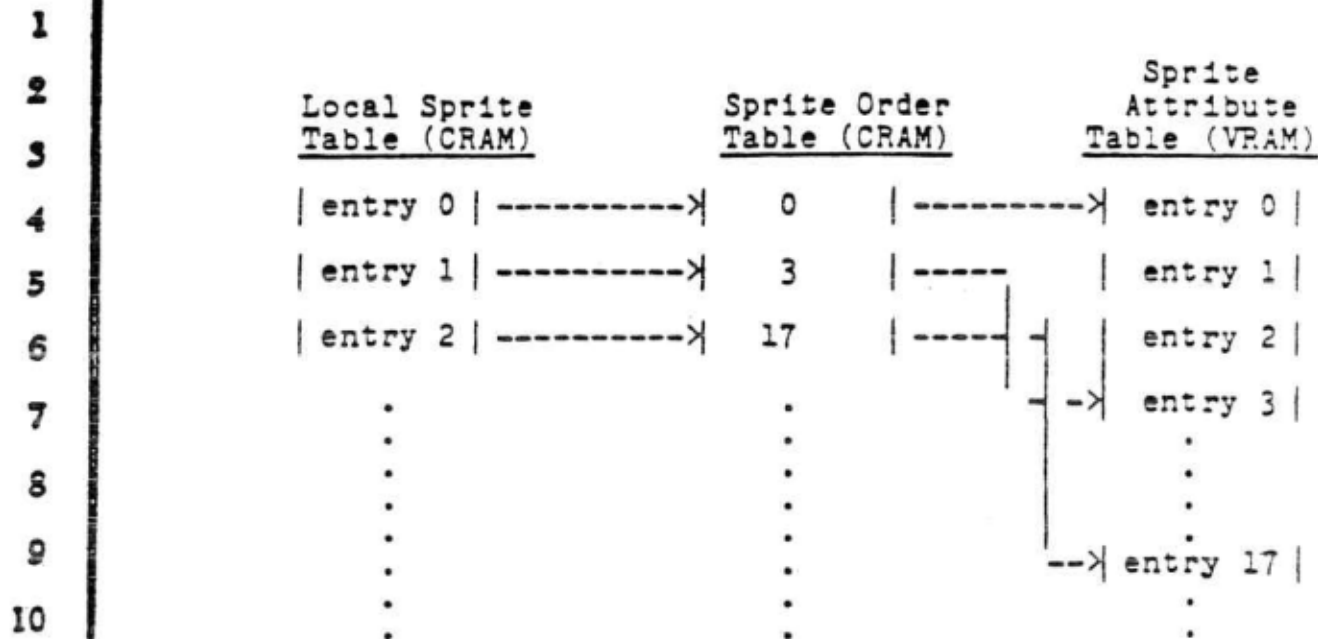 1
2
3
4
5
6
7
8
9
10
Sprite
Local Sprite Sprite Order Attribute
Table (CRAM) Table (CRAM) Table (VRAM)
| entry 0 | ---------->| 0 | --------->| entry 0 |
| entry 1 | ---------->| 3 | ----- | entry 1 |
| entry 2 | ---------->| 17 | ----- - | entry 2 |
- ->| entry 3 |
-->| entry 17 |